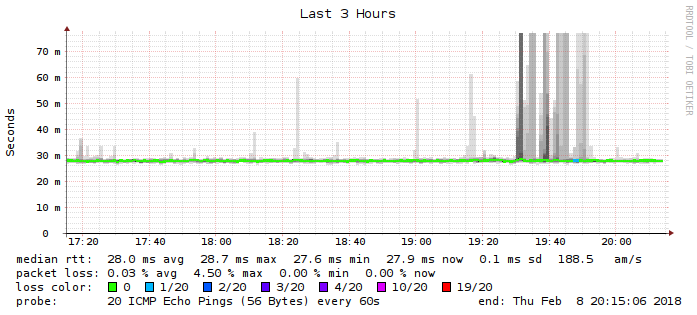 Last 3 Hours
RRDTOOL / TOBI OETIKER
Seconds
70 m
60 m
50 m
40 m
30 m
20 m
10 m
0
17:20 17:40 18:00 18:20 18:40 19:00 19:20 19:40 20:00
median rtt: 28.0 ms avg 28.7 ms max 27.6 ms min 27.9 ms now 0.1 ms sd 188.5 am/s
packet loss: 0.03 % avg 4.50 % max 0.00 % min 0.00 % now
loss color: 0 1/20 2/20 3/20 4/20 10/20 19/20
probe: 20 ICMP Echo Pings (56 Bytes) every 60s end: Thu Feb 8 20:15:06 2018